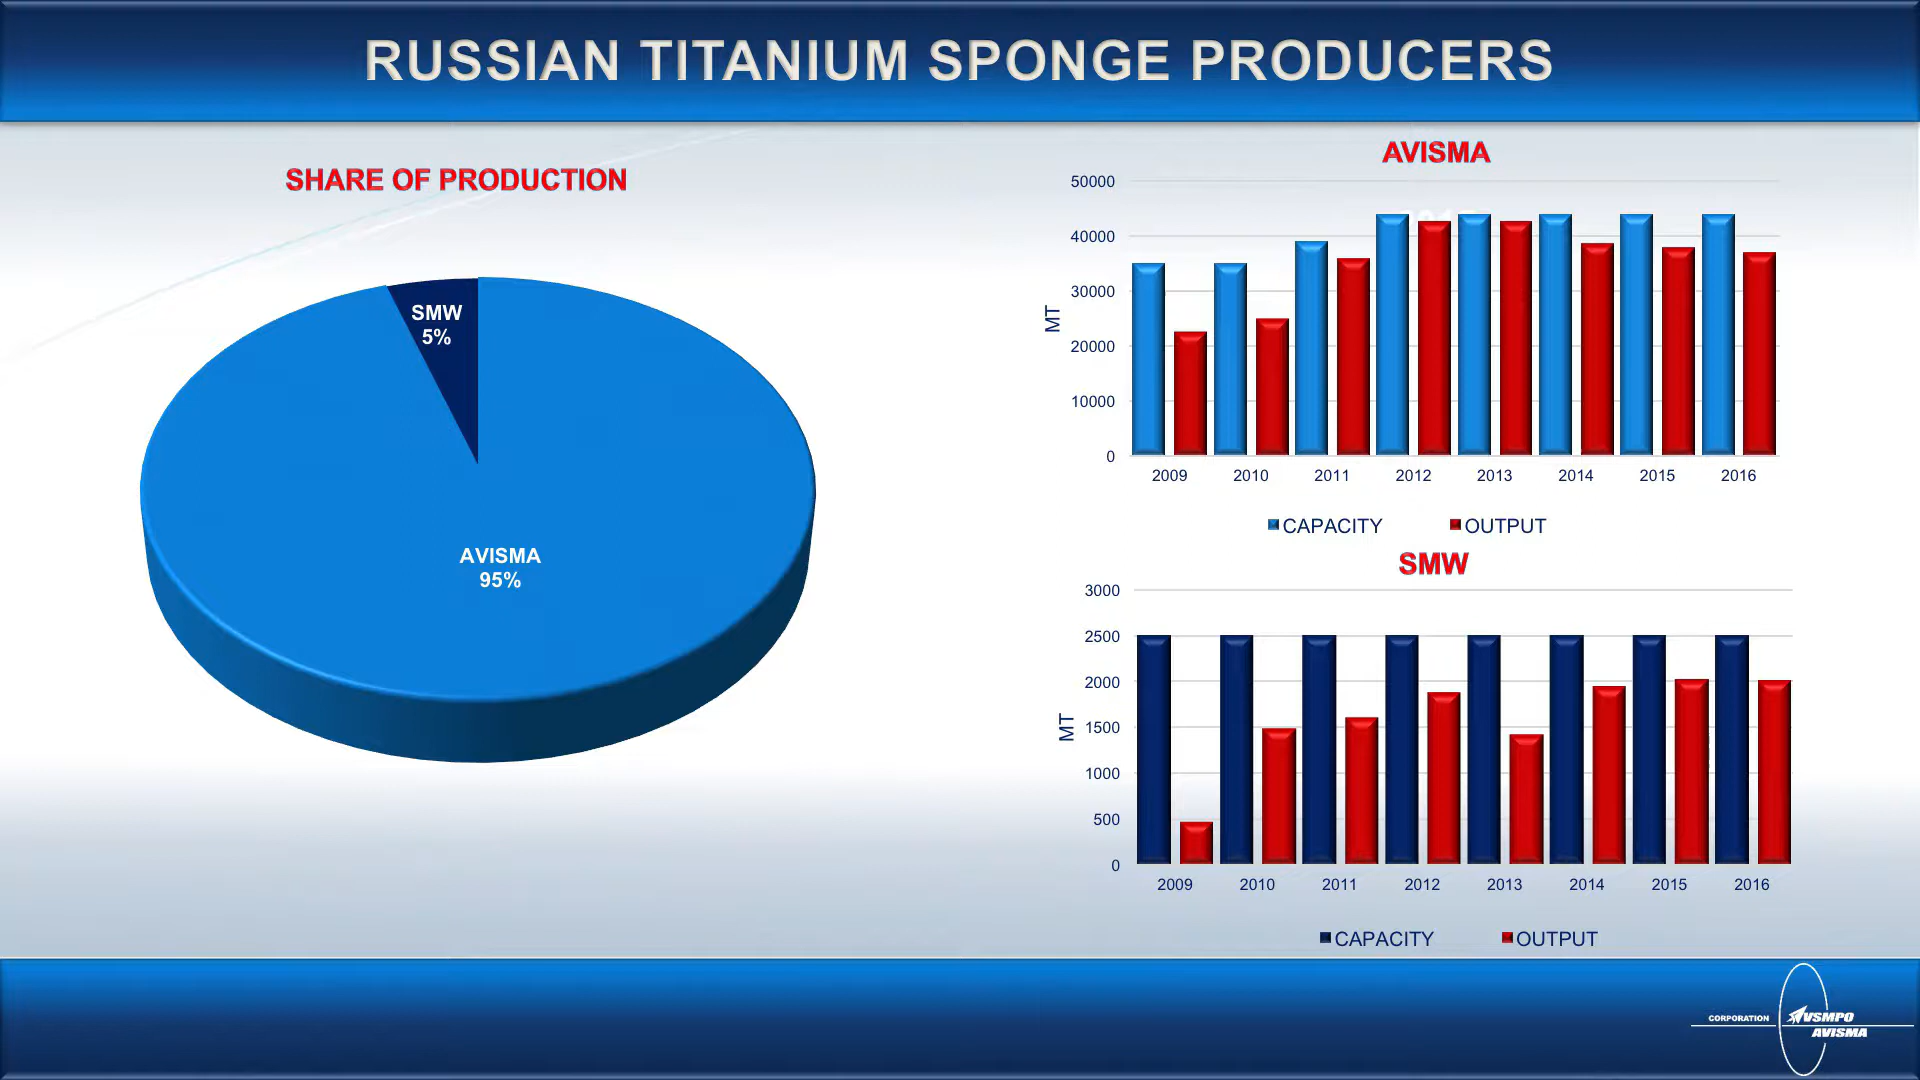 RUSSIAN TITANIUM SPONGE PRODUCERS
SHARE OF PRODUCTION
SMW
5%
AVISMA
95%
AVISMA
50000
40000
30000
20000
10000
0
MT
2009 2010 2011 2012 2013 2014 2015 2016
CAPACITY OUTPUT
SMW
3000
2500
2000
1500
1000
500
0
MT
2009 2010 2011 2012 2013 2014 2015 2016
CAPACITY OUTPUT
CORPORATION VSMPO
AVISMA